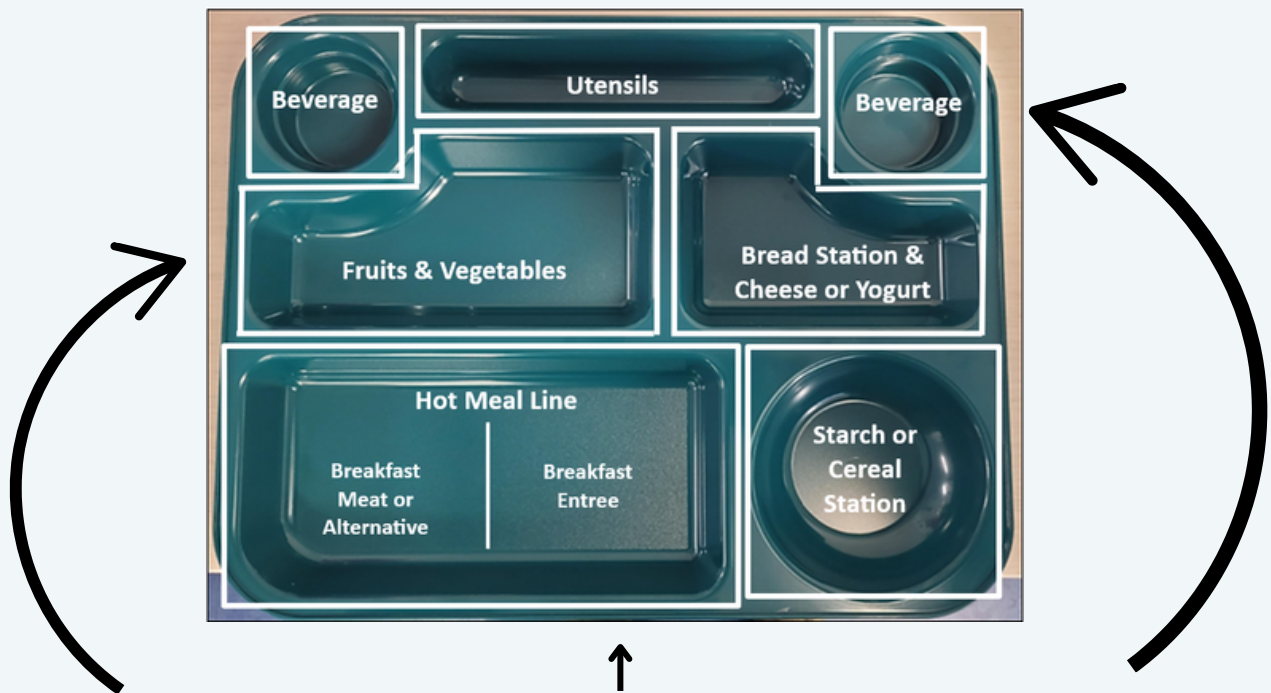 Beverage
Utensils
Beverage
Fruits & Vegetables
Bread Station &
Cheese or Yogurt
Hot Meal Line
Breakfast
Meat or
Alternative
Breakfast
Entree
Starch or
Cereal
Station